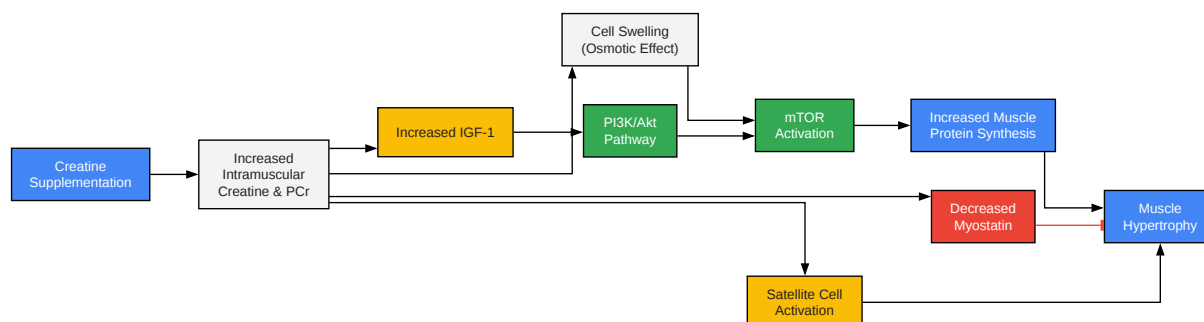 Cell Swelling
(Osmotic Effect)
Increased IGF-1
PI3K/Akt
Pathway
mTOR
Activation
Increased Muscle
Protein Synthesis
Creatine
Supplementation
Increased
Intramuscular
Creatine & PCr
Decreased
Myostatin
Muscle
Hypertrophy
Satellite Cell
Activation